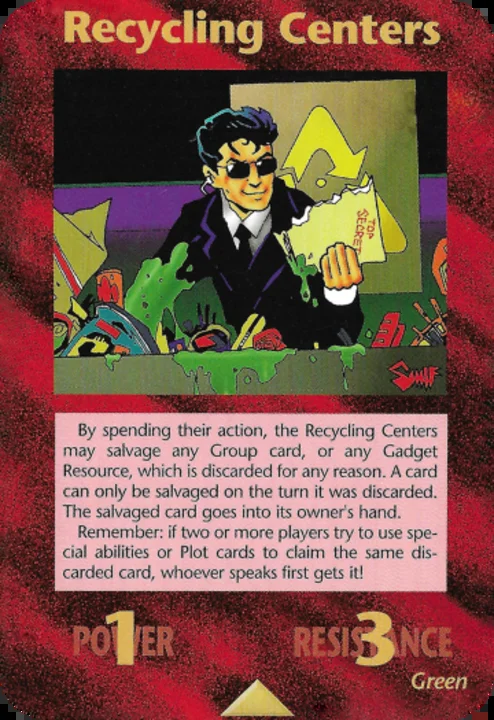 Recycling Centers
TOP
SECRET
By spending their action, the Recycling Centers
may salvage any Group card, or any Gadget
Resource, which is discarded for any reason. A card
can only be salvaged on the turn it was discarded.
The salvaged card goes into its owner's hand.
Remember: if two or more players try to use spe-
cial abilities or Plot cards to claim the same dis-
carded card, whoever speaks first gets it!
POWER 1
RESISTANCE 3
Green